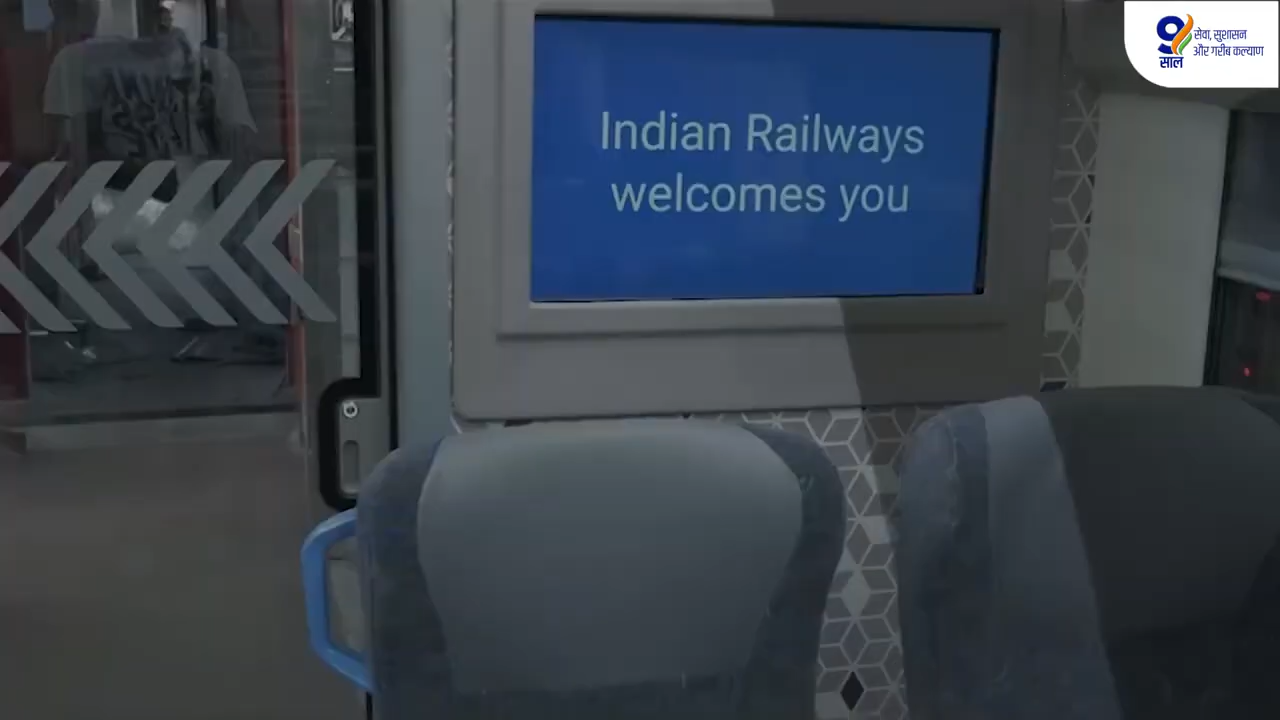 Indian Railways
welcomes you
9 साल
सेवा, सुशासन
और गरीब कल्याण